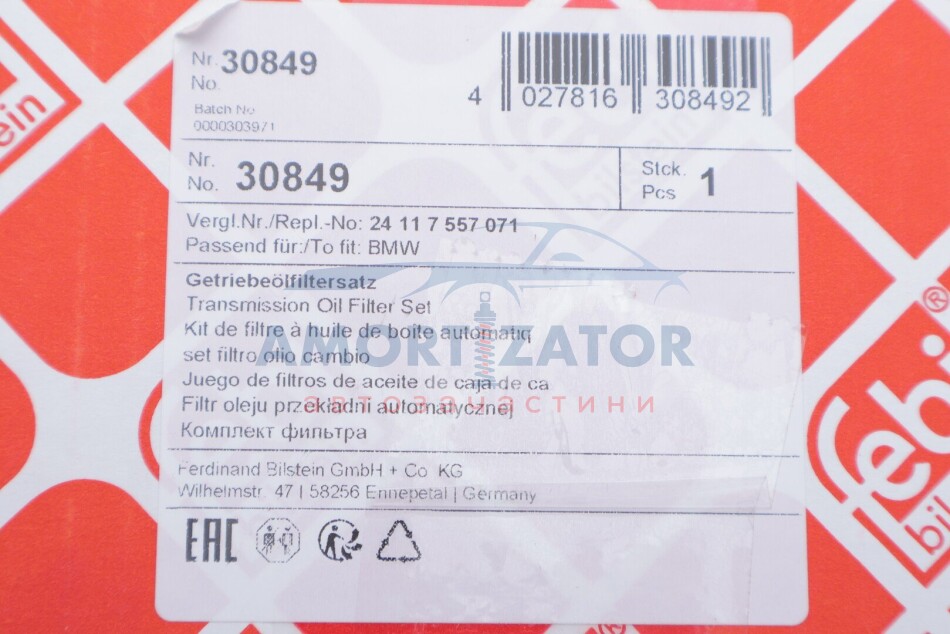 Nr. 30849
No.
Batch No
0000303971
4 027816 308492
Nr.
No. 30849
Stck.
Pcs 1
Vergl.Nr./Repl.-No: 24 11 7 557 071
Passend für:/To fit: BMW
Getriebeölfiltersatz
Transmission Oil Filter Set
Kit de filtre à huile de boîte automatiq
set filtro olio cambio
AMORTIZATOR
Juego de filtros de aceite de caja de ca
автозапчастини
Filtr oleju przekładni automatycznej
Комплект фильтра
Ferdinand Bilstein GmbH + Co KG
Wilhelmstr. 47 | 58256 Ennepetal | Germany
EAC
febi
bil
stein